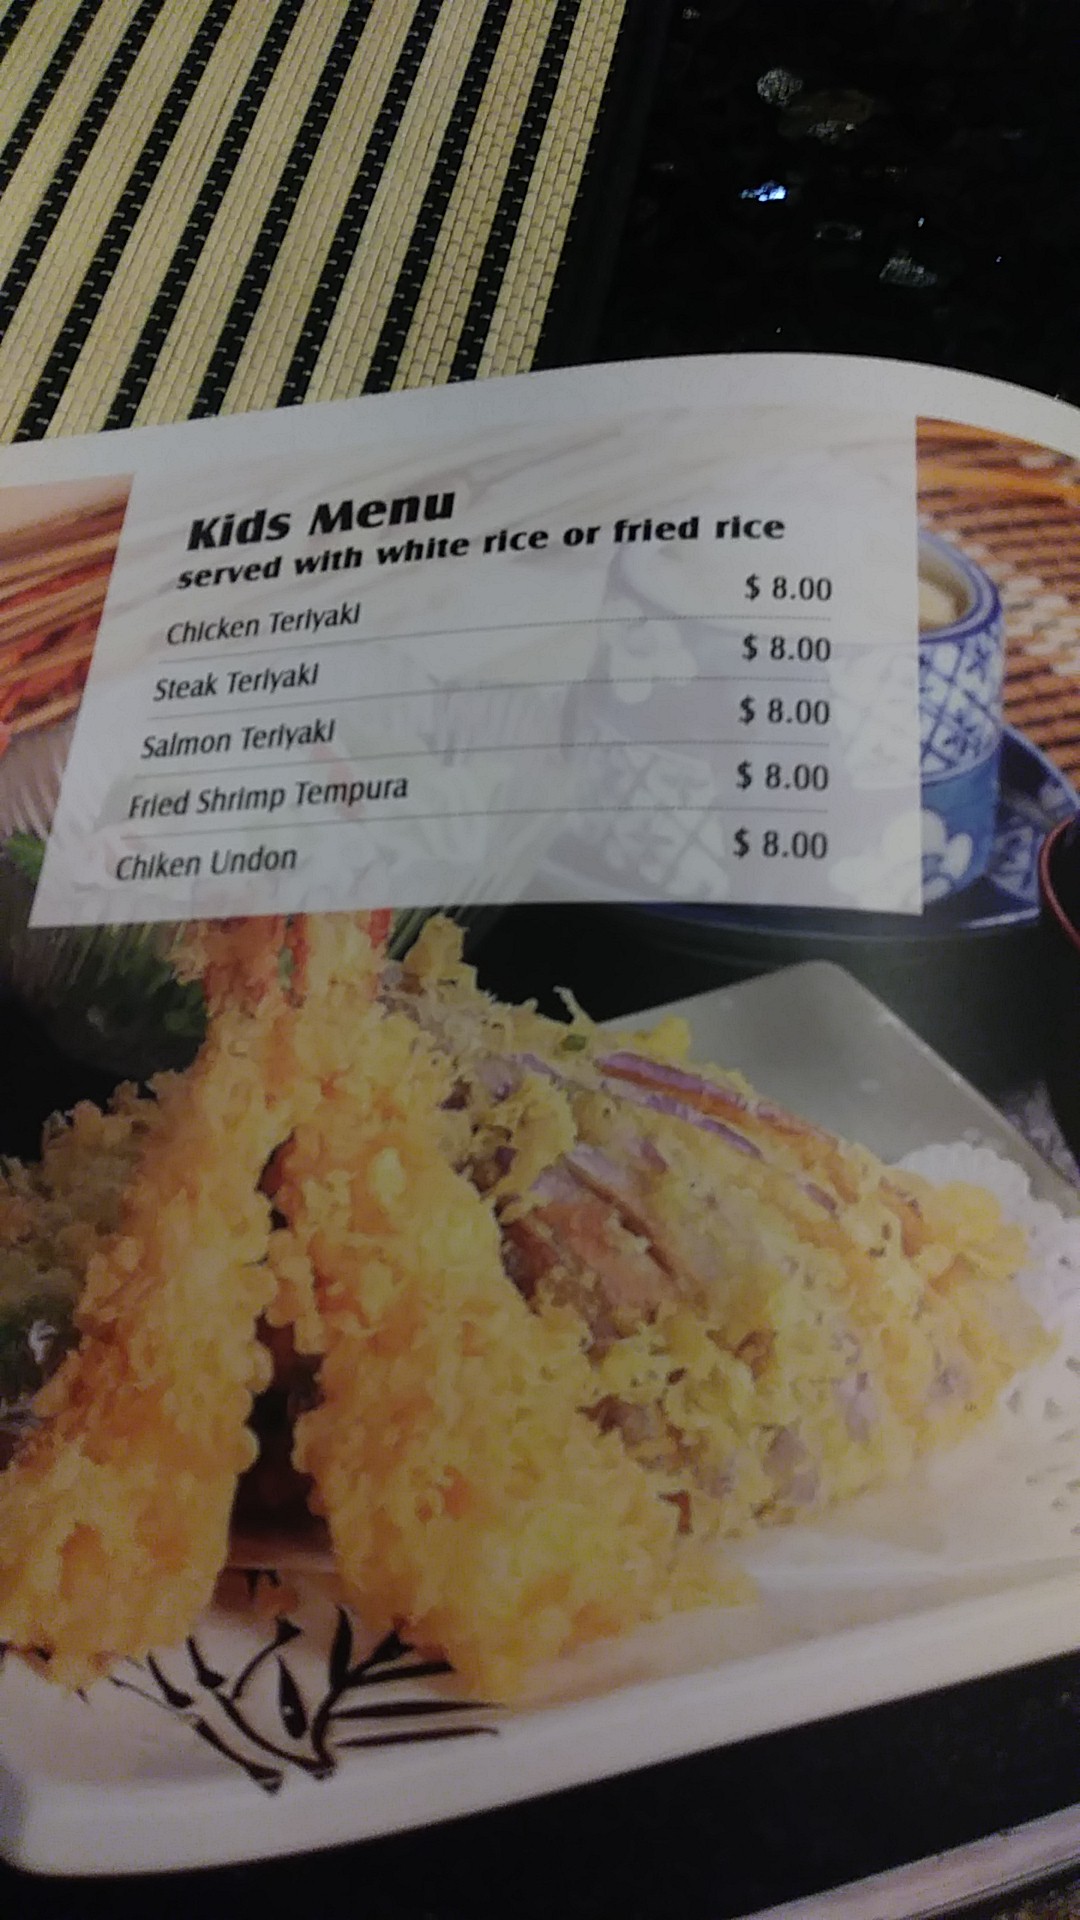 Kids Menu
served with white rice or fried rice
Chicken Teriyaki $ 8.00
Steak Teriyaki $ 8.00
Salmon Teriyaki $ 8.00
Fried Shrimp Tempura $ 8.00
Chiken Undon $ 8.00